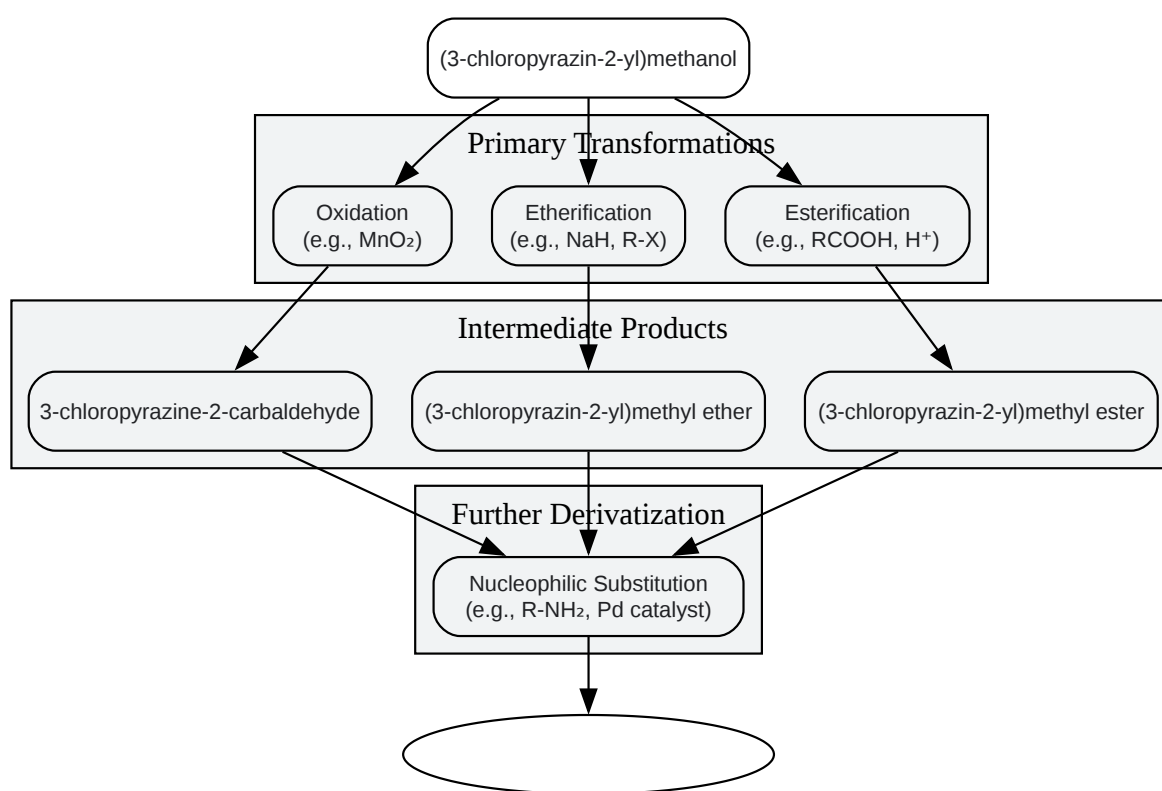 (3-chloropyrazin-2-yl)methanol
Primary Transformations
Oxidation
(e.g., MnO₂)
Etherification
(e.g., NaH, R-X)
Esterification
(e.g., RCOOH, H⁺)
Intermediate Products
3-chloropyrazine-2-carbaldehyde
(3-chloropyrazin-2-yl)methyl ether
(3-chloropyrazin-2-yl)methyl ester
Further Derivatization
Nucleophilic Substitution
(e.g., R-NH₂, Pd catalyst)